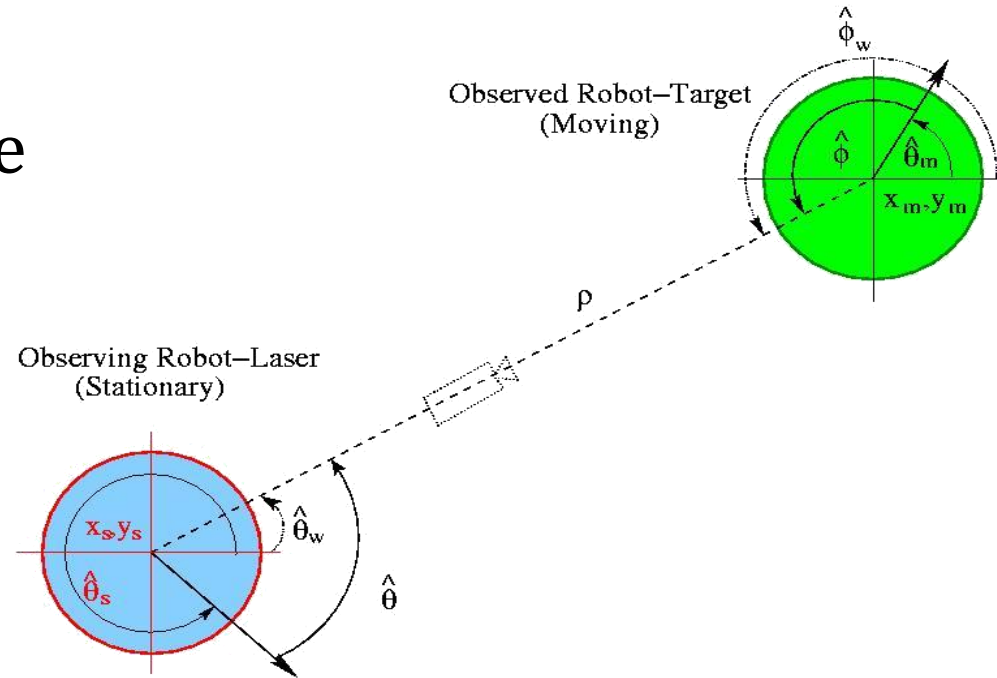 e
ϕ̂w
Observed Robot–Target
(Moving)
ϕ̂
θ̂m
xm,ym
ρ
Observing Robot–Laser
(Stationary)
xs,ys
θ̂w
θ̂s
θ̂